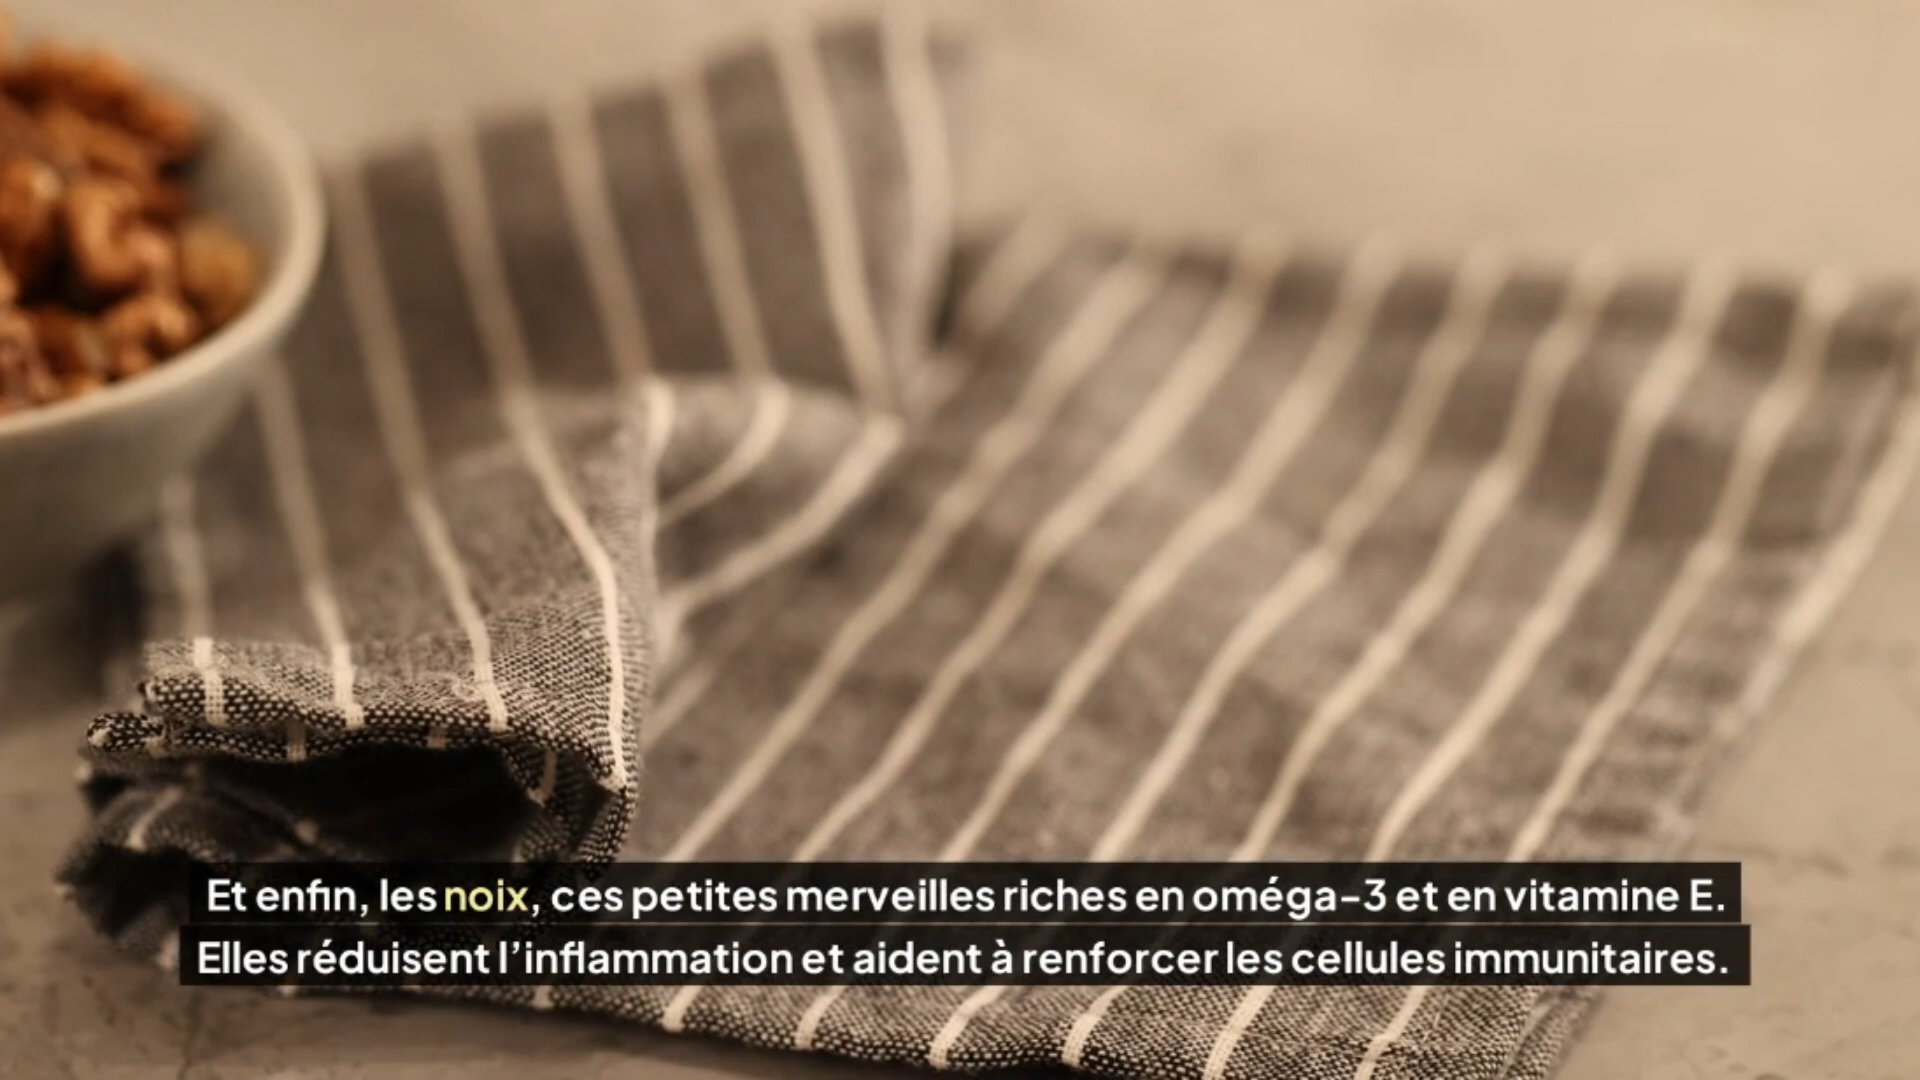 Et enfin, les noix, ces petites merveilles riches en oméga-3 et en vitamine E.
Elles réduisent l’inflammation et aident à renforcer les cellules immunitaires.